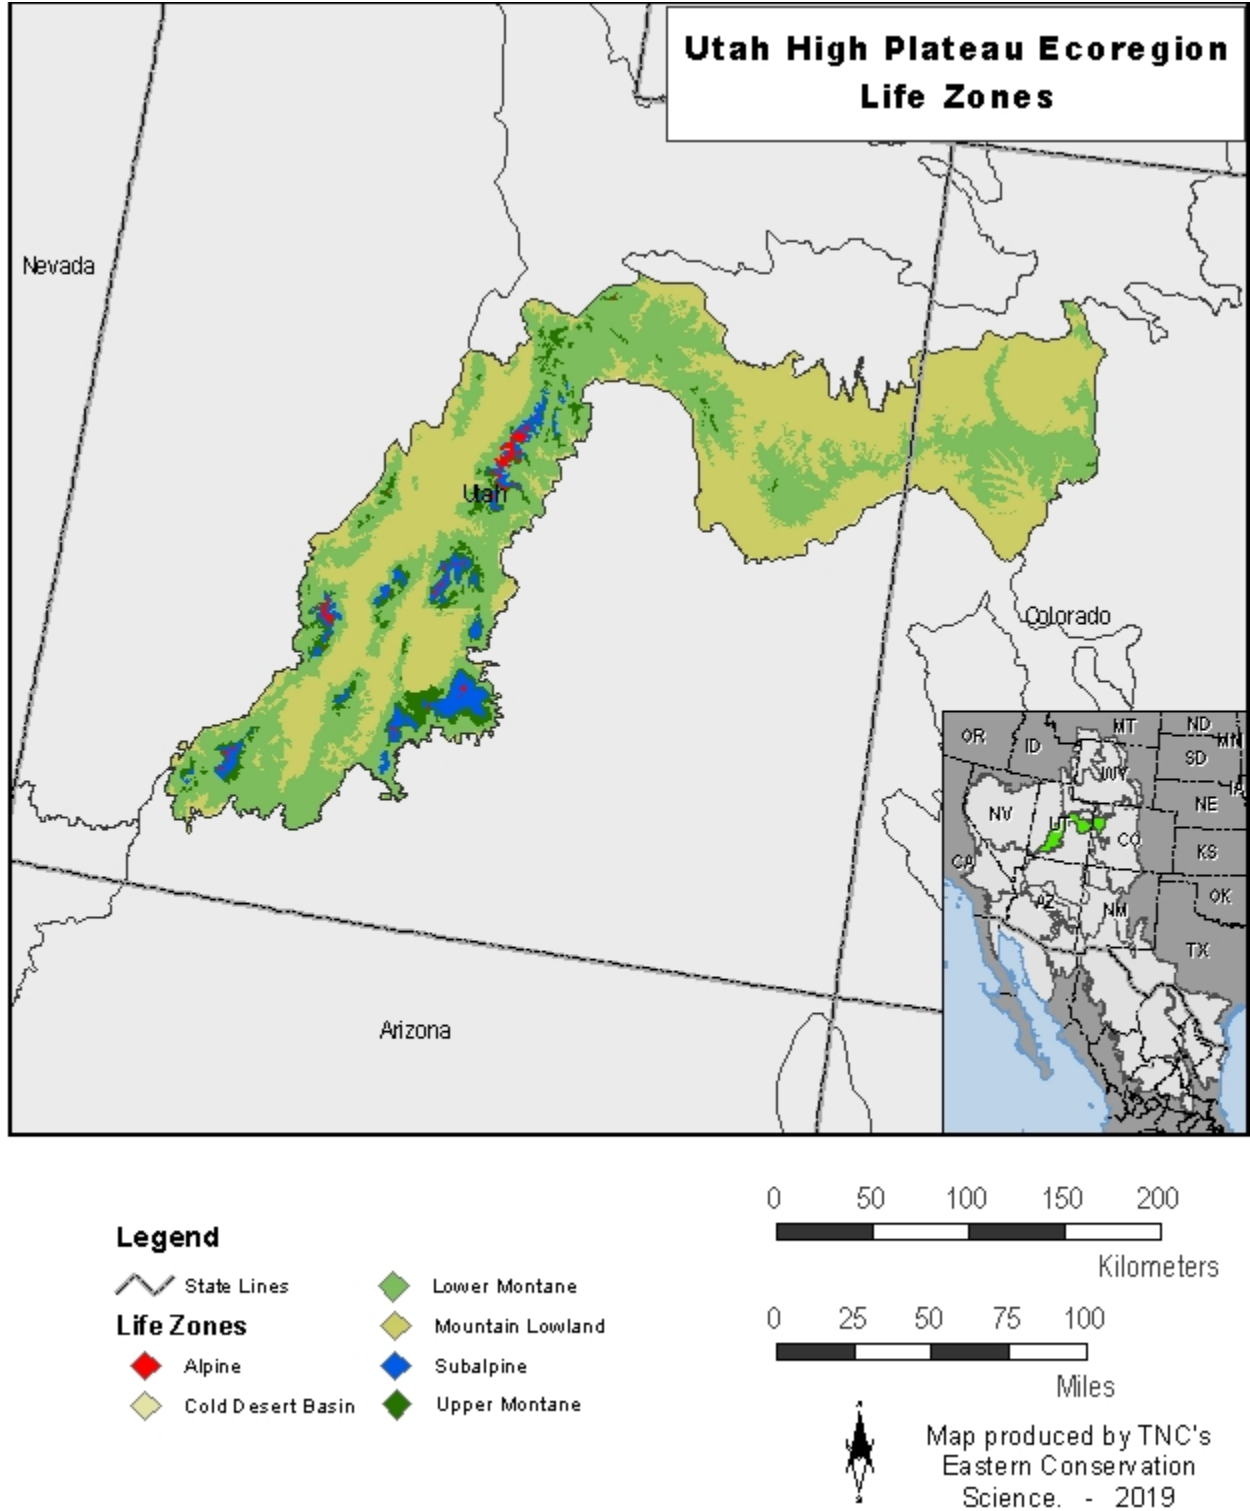 Utah High Plateau Ecoregion
Life Zones
Nevada
Utah
Colorado
Arizona
OR
ID
MT
ND
MN
SD
WY
IA
NE
NV
UT
CO
KS
CA
OK
AZ
NM
TX
0 50 100 150 200
Kilometers
0 25 50 75 100
Miles
Legend
State Lines
Life Zones
Alpine
Cold Desert Basin
Lower Montane
Mountain Lowland
Subalpine
Upper Montane
Map produced by TNC's
Eastern Conservation
Science. - 2019